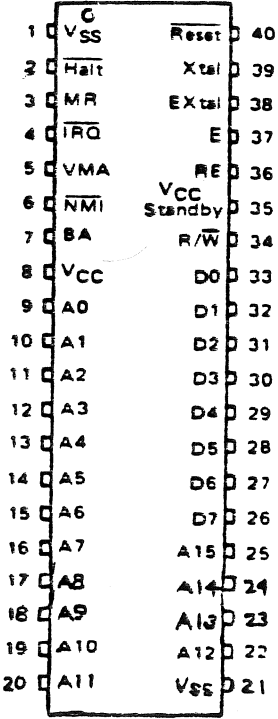 1 VSS Reset 40
2 Halt Xtal 39
3 MR EXtal 38
4 IRQ E 37
5 VMA RE 36
6 NMI VCC Standby 35
7 BA R/W 34
8 VCC D0 33
9 A0 D1 32
10 A1 D2 31
11 A2 D3 30
12 A3 D4 29
13 A4 D5 28
14 A5 D6 27
15 A6 D7 26
16 A7 A15 25
17 A8 A14 24
18 A9 A13 23
19 A10 A12 22
20 A11 VSS 21